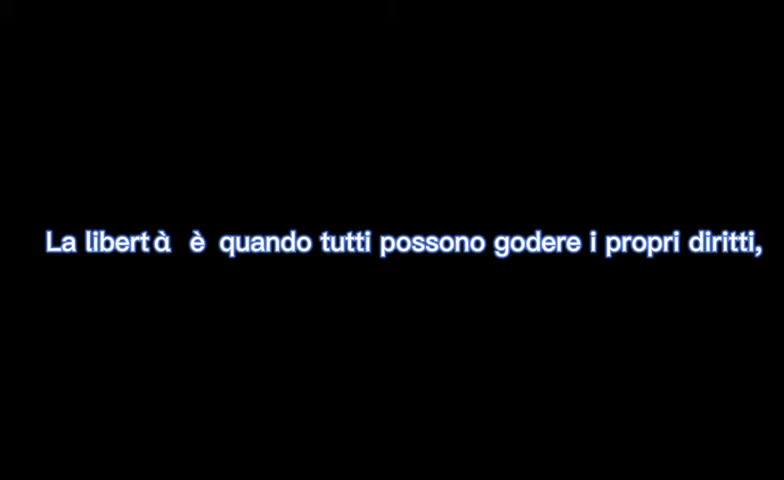 La libertà è quando tutti possono godere i propri diritti,